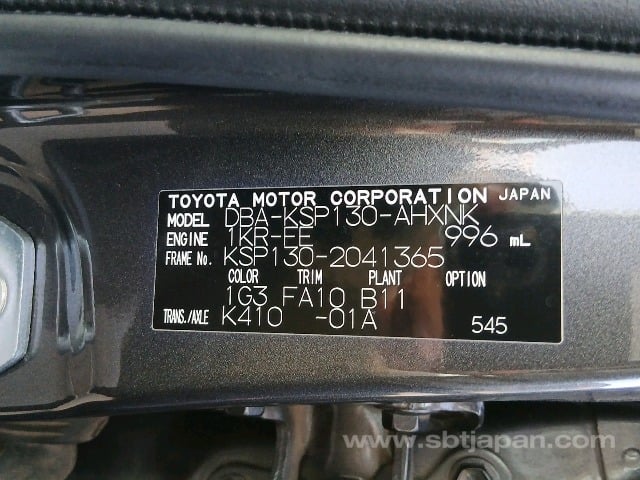 TOYOTA MOTOR CORPORATION JAPAN
MODEL DBA-KSP130-AHXNK
ENGINE 1KR-FE 996 mL
FRAME No. KSP130-2041365
COLOR TRIM PLANT OPTION
1G3 FA10 B11
TRANS./AXLE K410 -01A 545
www.sbtjapan.com